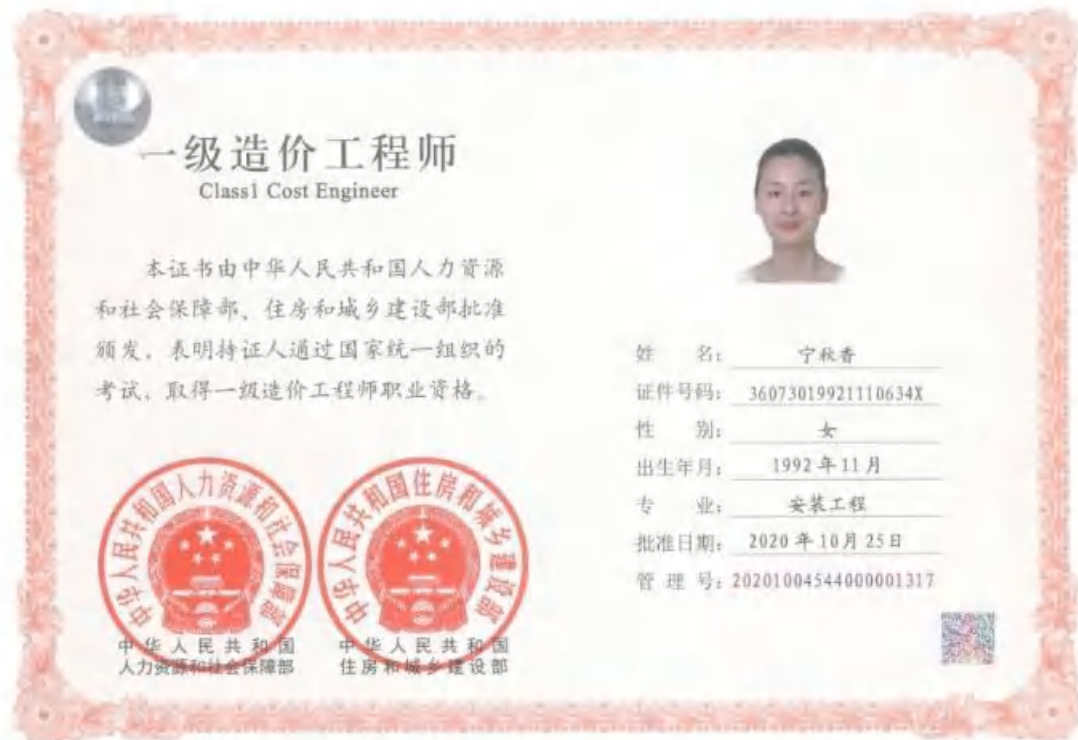 一级造价工程师
Class1 Cost Engineer
本证书由中华人民共和国人力资源
和社会保障部、住房和城乡建设部批准
颁发，表明持证人通过国家统一组织的
考试，取得一级造价工程师职业资格。
中华人民共和国人力资源和社会保障部
中华人民共和国住房和城乡建设部
中华人民共和国
人力资源和社会保障部
中华人民共和国
住房和城乡建设部
姓 名： 宁秋香
证件号码： 36073019921110634X
性 别： 女
出生年月： 1992年11月
专 业： 安装工程
批准日期： 2020年10月25日
管 理 号： 20201004544000001317